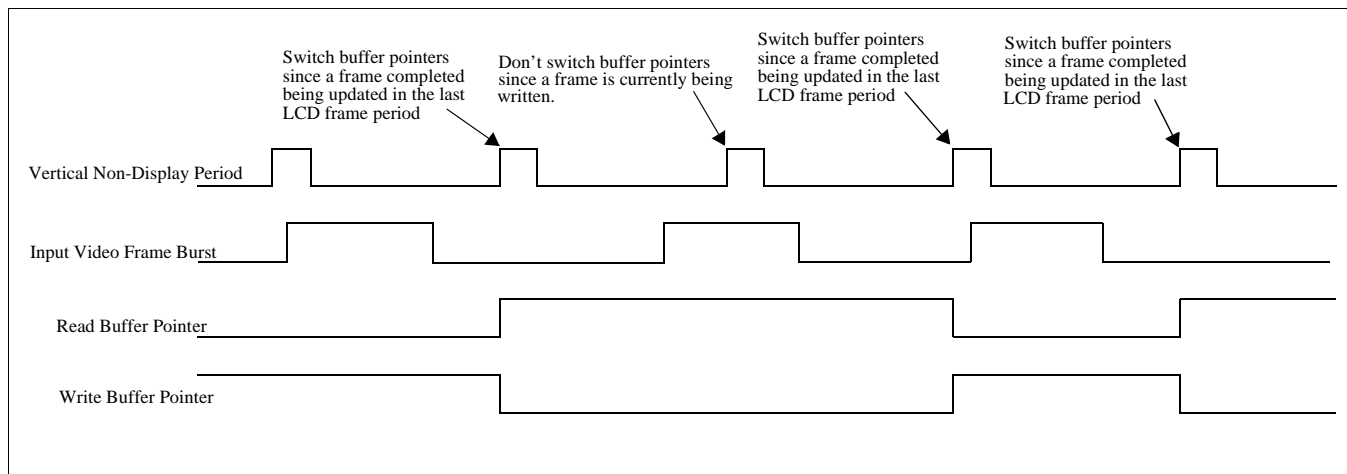 Switch buffer pointers
since a frame completed
being updated in the last
LCD frame period
Don't switch buffer pointers
since a frame is currently being
written.
Switch buffer pointers
since a frame completed
being updated in the last
LCD frame period
Switch buffer pointers
since a frame completed
being updated in the last
LCD frame period
Vertical Non-Display Period
Input Video Frame Burst
Read Buffer Pointer
Write Buffer Pointer